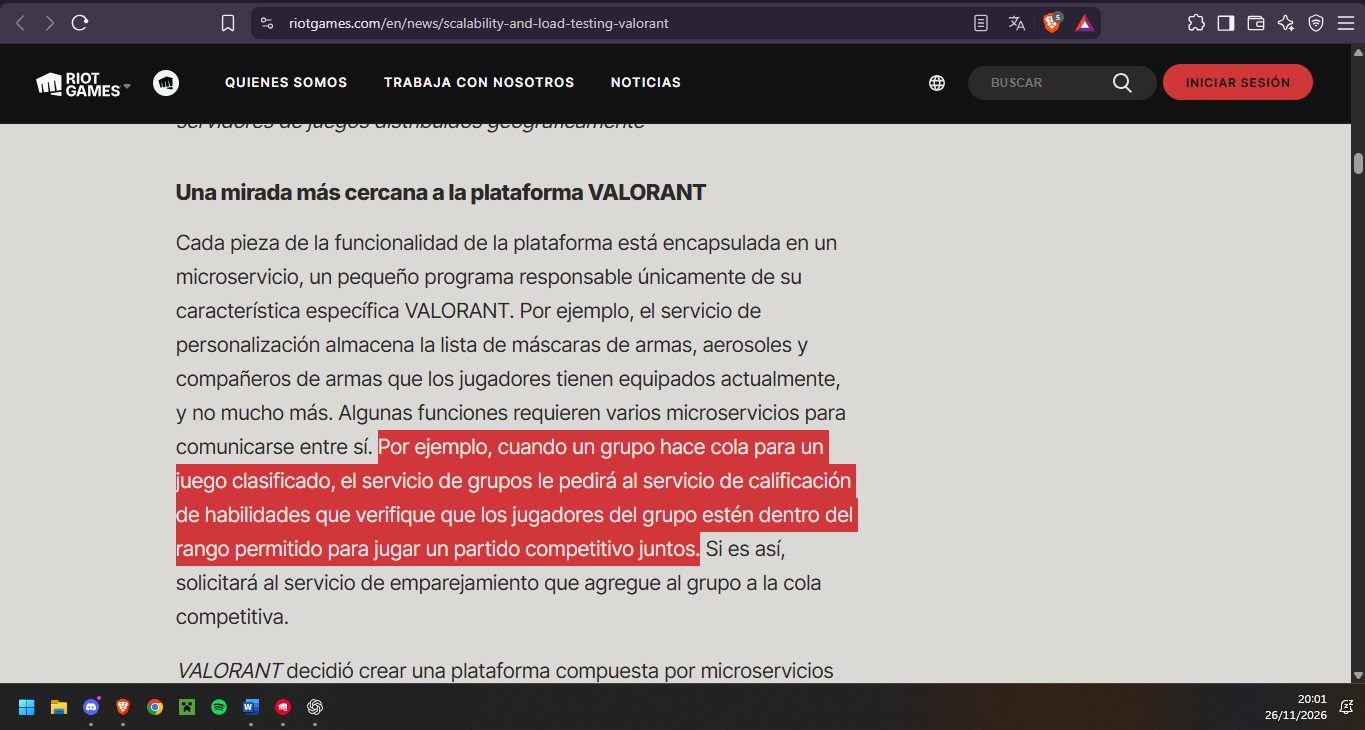 riotgames.com/en/news/scalability-and-load-testing-valorant
5
RIOT
GAMES
QUIENES SOMOS
TRABAJA CON NOSOTROS
NOTICIAS
BUSCAR
INICIAR SESIÓN
servidores de juegos distribuidos geográficamente
Una mirada más cercana a la plataforma VALORANT
Cada pieza de la funcionalidad de la plataforma está encapsulada en un
microservicio, un pequeño programa responsable únicamente de su
característica específica VALORANT. Por ejemplo, el servicio de
personalización almacena la lista de máscaras de armas, aerosoles y
compañeros de armas que los jugadores tienen equipados actualmente,
y no mucho más. Algunas funciones requieren varios microservicios para
comunicarse entre sí. Por ejemplo, cuando un grupo hace cola para un
juego clasificado, el servicio de grupos le pedirá al servicio de calificación
de habilidades que verifique que los jugadores del grupo estén dentro del
rango permitido para jugar un partido competitivo juntos. Si es así,
solicitará al servicio de emparejamiento que agregue al grupo a la cola
competitiva.
VALORANT decidió crear una plataforma compuesta por microservicios
20:01
26/11/2026